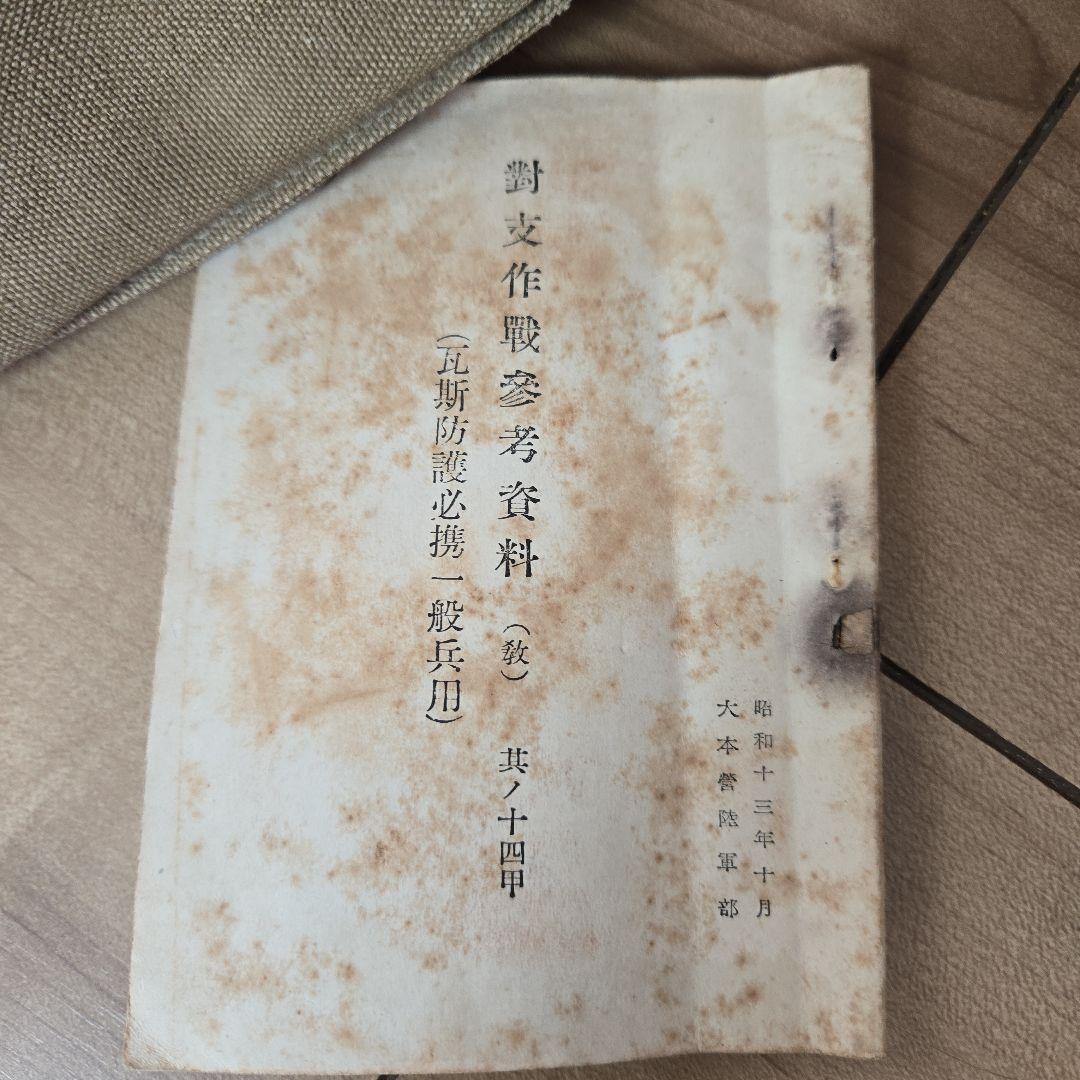 昭和十三年十月
大本營陸軍部
對支作戰參考資料（敎）其ノ十四甲
（瓦斯防護必携一般兵用）